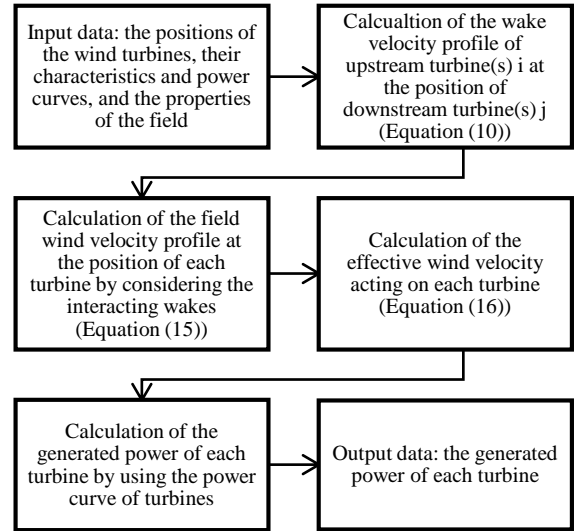 Input data: the positions of
the wind turbines, their
characteristics and power
curves, and the properties
of the field
Calcualtion of the wake
velocity profile of
upstream turbine(s) i at
the position of
downstream turbine(s) j
(Equation (10))
Calculation of the field
wind velocity profile at
the position of each
turbine by considering the
interacting wakes
(Equation (15))
Calculation of the
effective wind velocity
acting on each turbine
(Equation (16))
Calculation of the
generated power of each
turbine by using the power
curve of turbines
Output data: the generated
power of each turbine